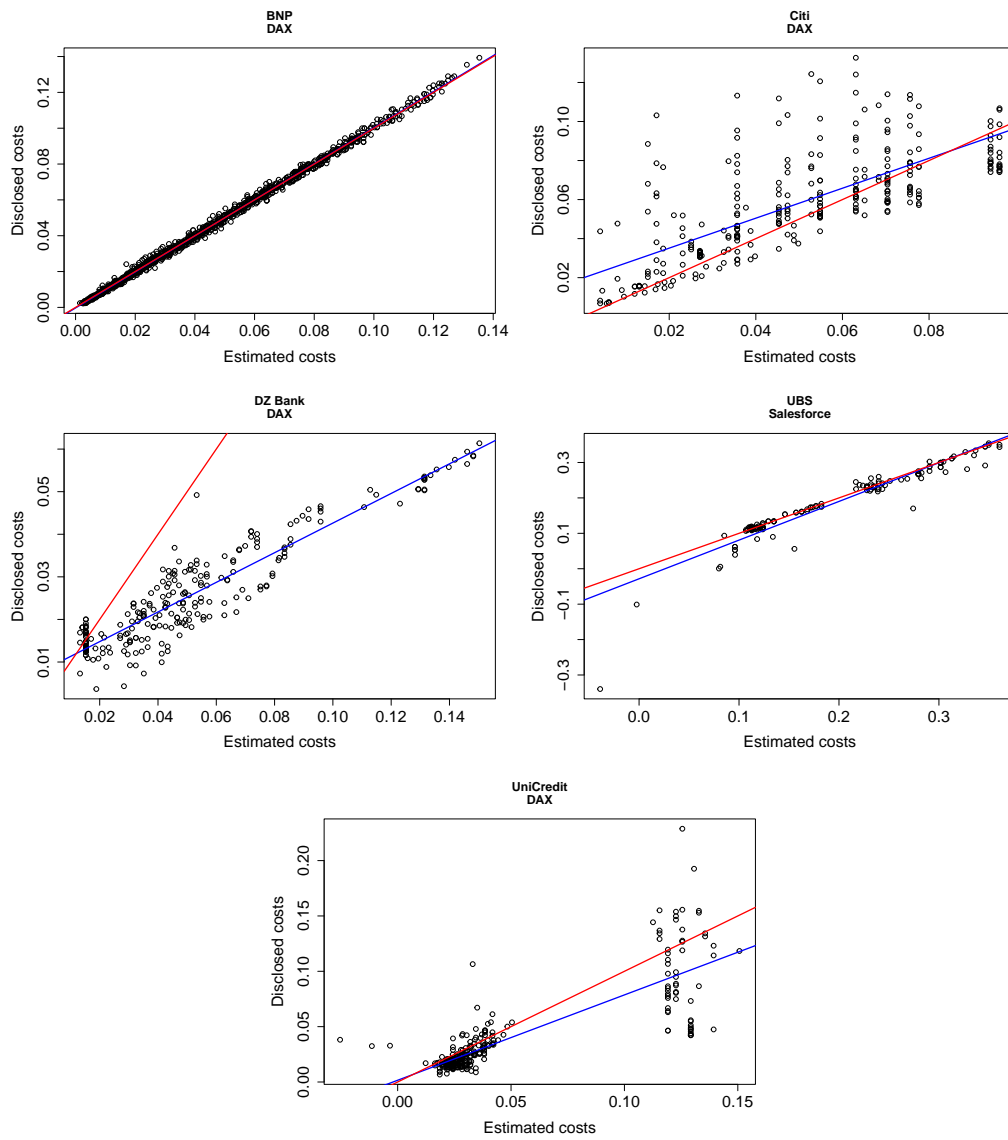 BNP
DAX
Disclosed costs
0.00 0.04 0.08 0.12
0.00 0.02 0.04 0.06 0.08 0.10 0.12 0.14
Estimated costs
Citi
DAX
Disclosed costs
0.02 0.06 0.10
0.02 0.04 0.06 0.08
Estimated costs
DZ Bank
DAX
Disclosed costs
0.01 0.03 0.05
0.02 0.04 0.06 0.08 0.10 0.12 0.14
Estimated costs
UBS
Salesforce
Disclosed costs
−0.3 −0.1 0.1 0.3
0.0 0.1 0.2 0.3
Estimated costs
UniCredit
DAX
Disclosed costs
0.00 0.05 0.10 0.15 0.20
0.00 0.05 0.10 0.15
Estimated costs